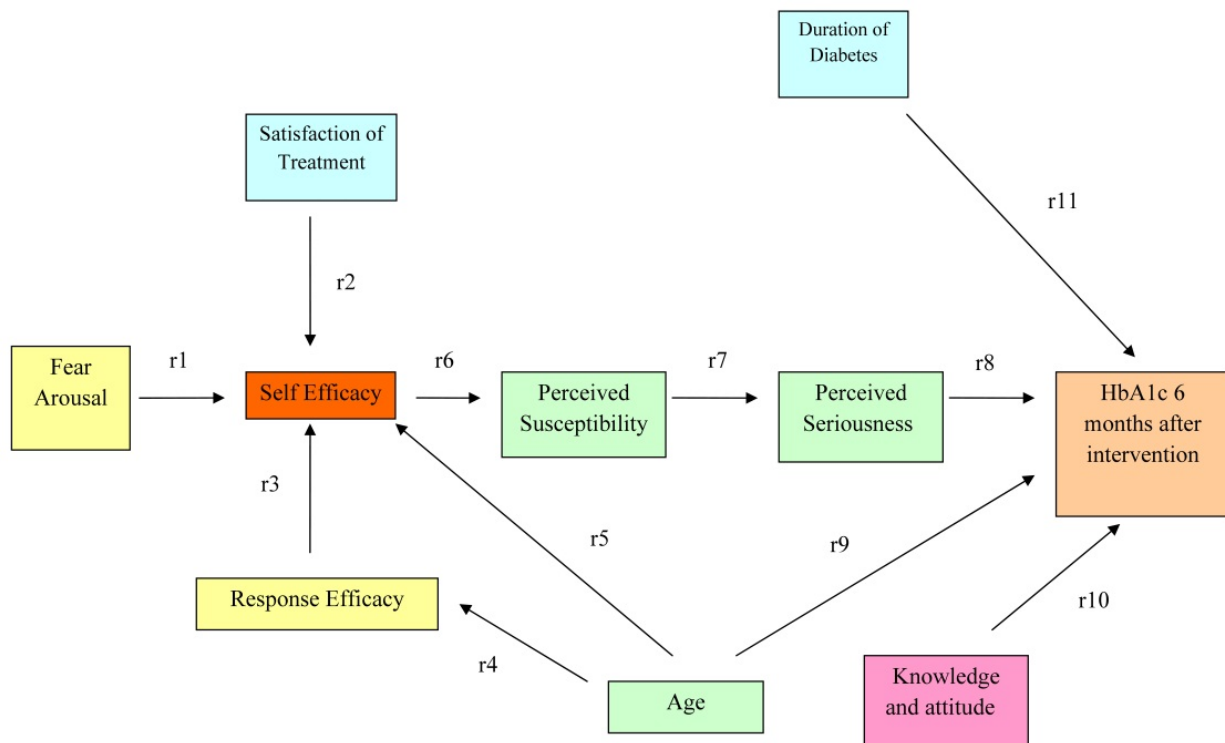 Duration of
Diabetes
Satisfaction of
Treatment
r11
r2
Fear
Arousal
r1
Self Efficacy
r6
Perceived
Susceptibility
r7
Perceived
Seriousness
r8
HbA1c 6
months after
intervention
r3
r5
r9
Response Efficacy
r4
r10
Age
Knowledge
and attitude